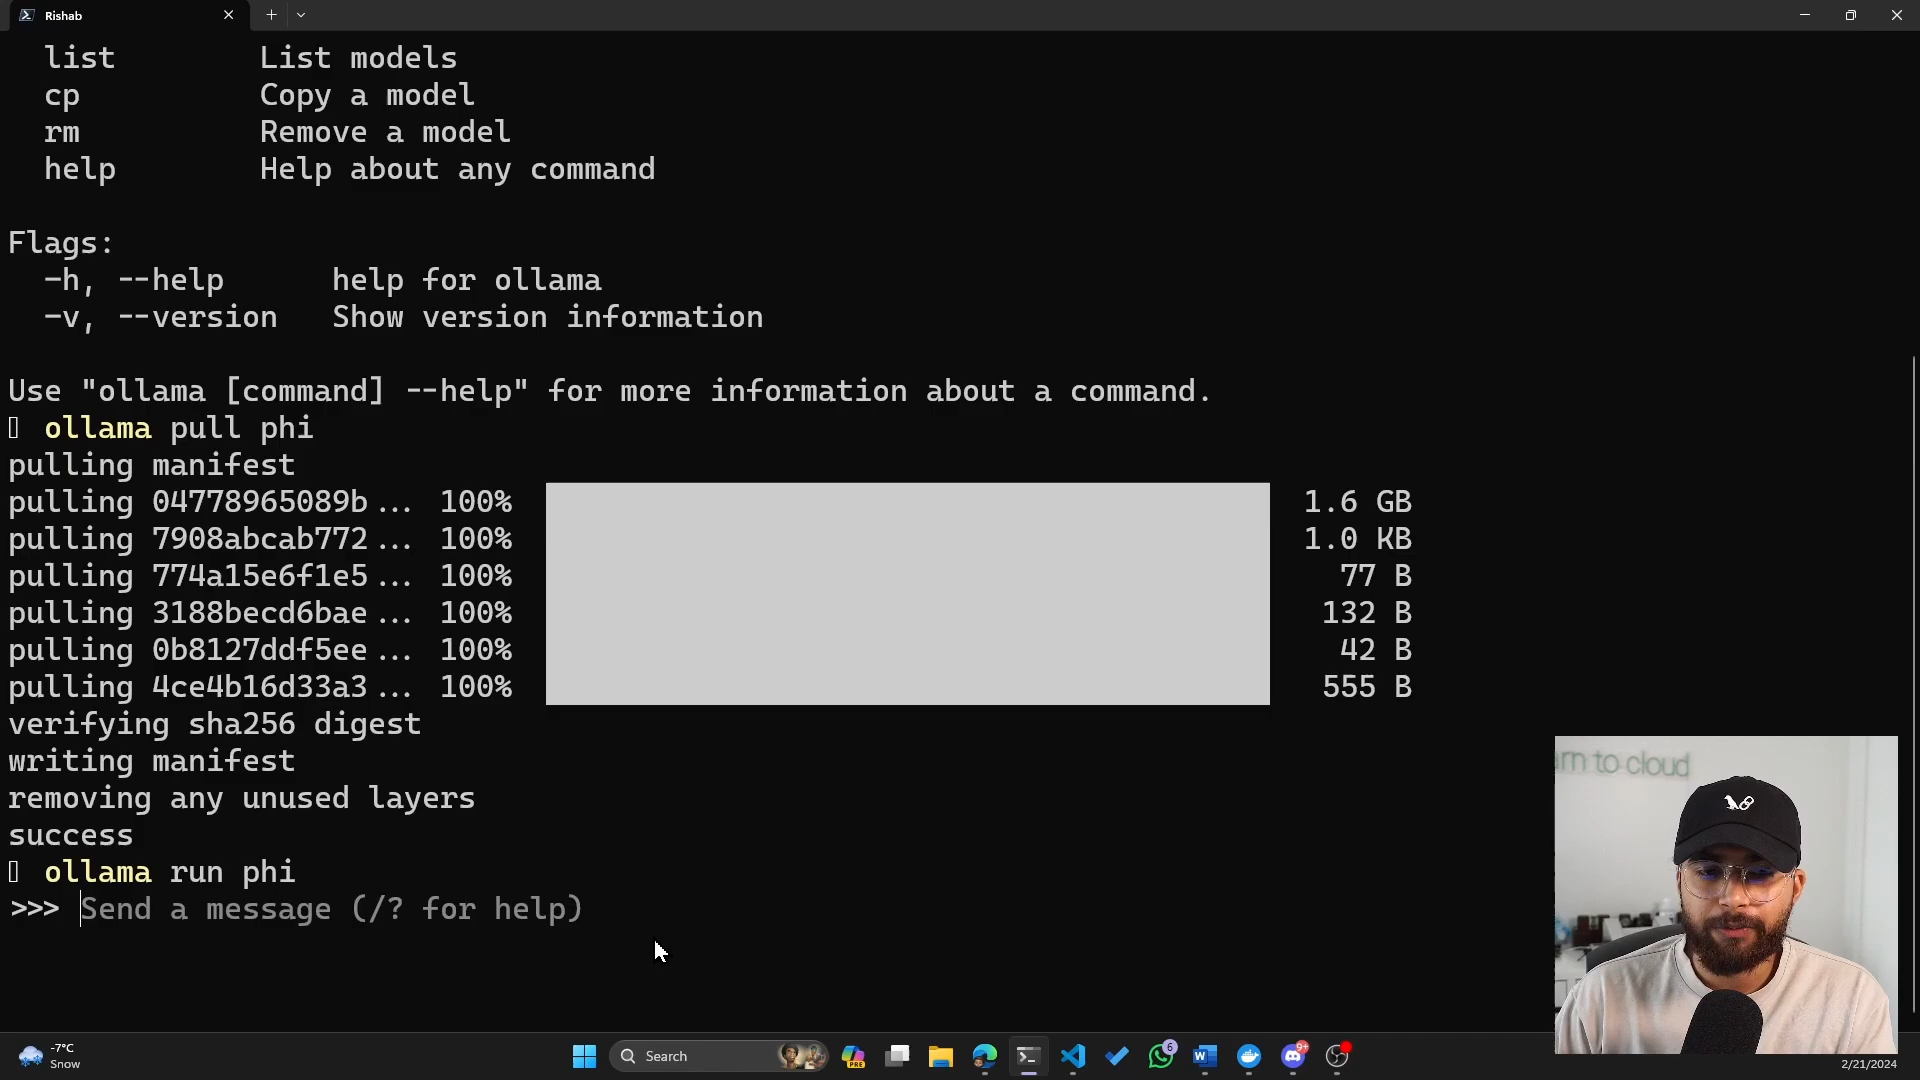 Rishab
list List models
cp Copy a model
rm Remove a model
help Help about any command
Flags:
-h, --help help for ollama
-v, --version Show version information
Use "ollama [command] --help" for more information about a command.
ollama pull phi
pulling manifest
pulling 04778965089b... 100% 1.6 GB
pulling 7908abcab772... 100% 1.0 KB
pulling 774a15e6f1e5... 100% 77 B
pulling 3188becd6bae... 100% 132 B
pulling 0b8127ddf5ee... 100% 42 B
pulling 4ce4b16d33a3... 100% 555 B
verifying sha256 digest
writing manifest
removing any unused layers
success
ollama run phi
>>> Send a message (/? for help)
rn to cloud
-7°C
Snow
Search
PRE
6
9+
2/21/2024